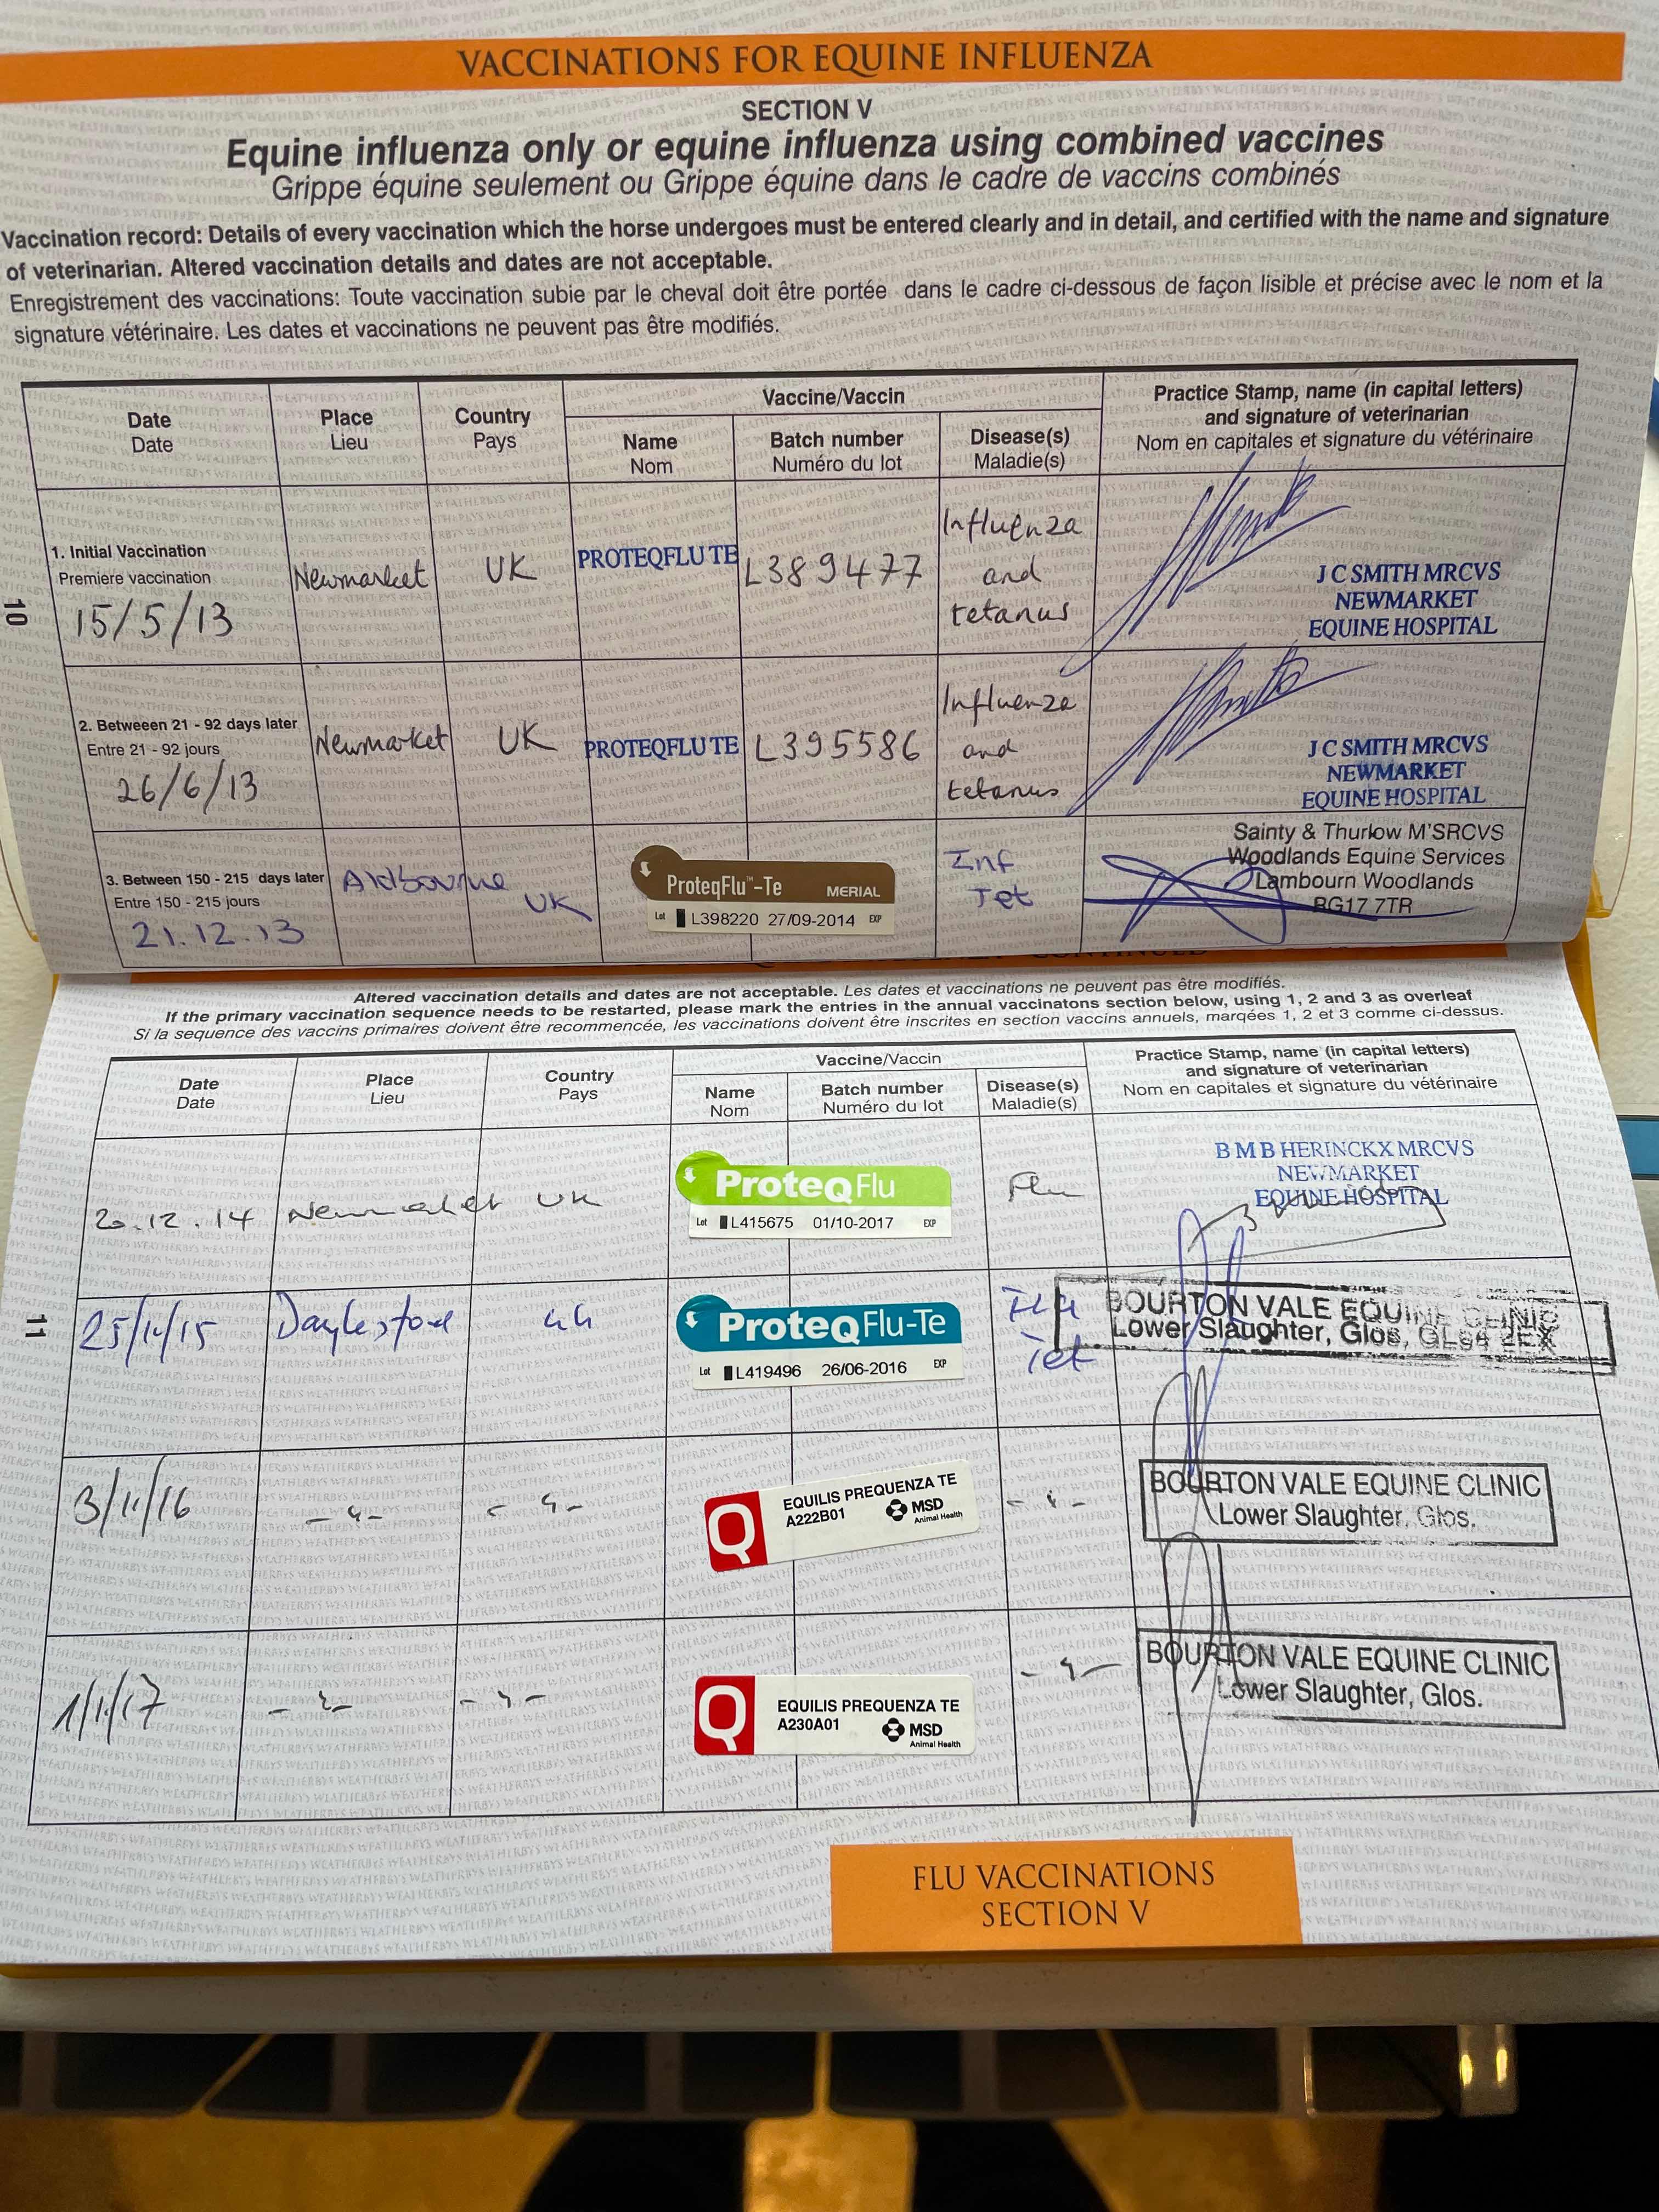 VACCINATIONS FOR EQUINE INFLUENZA
SECTION V
Equine influenza only or equine influenza using combined vaccines
Grippe équine seulement ou Grippe équine dans le cadre de vaccins combinés
Vaccination record: Details of every vaccination which the horse undergoes must be entered clearly and in detail, and certified with the name and signature
of veterinarian. Altered vaccination details and dates are not acceptable.
Enregistrement des vaccinations: Toute vaccination subie par le cheval doit être portée dans le cadre ci-dessous de façon lisible et précise avec le nom et la
signature vétérinaire. Les dates et vaccinations ne peuvent pas être modifiés.
Date
Date
Place
Lieu
Country
Pays
Vaccine/Vaccin
Name
Nom
Batch number
Numéro du lot
Disease(s)
Maladie(s)
Practice Stamp, name (in capital letters)
and signature of veterinarian
Nom en capitales et signature du vétérinaire
1. Initial Vaccination
Premiere vaccination
15/5/13
Newmarket
UK
PROTEQFLU TE
L389477
Influenza
and
tetanus
J C SMITH MRCVS
NEWMARKET
EQUINE HOSPITAL
10
2. Betweeen 21 - 92 days later
Entre 21 - 92 jours
26/6/13
Newmarket
UK
PROTEQFLU TE
L395586
Influenza
and
tetanus
J C SMITH MRCVS
NEWMARKET
EQUINE HOSPITAL
3. Between 150 - 215 days later
Entre 150 - 215 jours
21.12.13
Aldbourne
UK
ProteqFlu™-Te MERIAL
Lot L398220 27/09-2014 EXP
Inf
Tet
Sainty & Thurlow M'SRCVS
Woodlands Equine Services
Lambourn Woodlands
RG17 7TR
CONTINUED
Altered vaccination details and dates are not acceptable. Les dates et vaccinations ne peuvent pas être modifiés.
If the primary vaccination sequence needs to be restarted, please mark the entries in the annual vaccinatons section below, using 1, 2 and 3 as overleaf
Si la sequence des vaccins primaires doivent être recommencée, les vaccinations doivent être inscrites en section vaccins annuels, marqées 1, 2 et 3 comme ci-dessus.
Date
Date
Place
Lieu
Country
Pays
Vaccine/Vaccin
Name
Nom
Batch number
Numéro du lot
Disease(s)
Maladie(s)
Practice Stamp, name (in capital letters)
and signature of veterinarian
Nom en capitales et signature du vétérinaire
20.12.14
Newmarket
UK
ProteqFlu
Lot L415675 01/10-2017 EXP
Flu
B M B HERINCKX MRCVS
NEWMARKET
EQUINE HOSPITAL
11
25/11/15
Daylesford
UK
ProteqFlu-Te
Lot L419496 26/06-2016 EXP
Flu
Tet
BOURTON VALE EQUINE CLINIC
Lower Slaughter, Glos, GL54 2EX
3/11/16
EQUILIS PREQUENZA TE
A222B01
MSD
Animal Health
BOURTON VALE EQUINE CLINIC
Lower Slaughter, Glos.
EQUILIS PREQUENZA TE
A230A01
MSD
Animal Health
BOURTON VALE EQUINE CLINIC
Lower Slaughter, Glos.
FLU VACCINATIONS
SECTION V